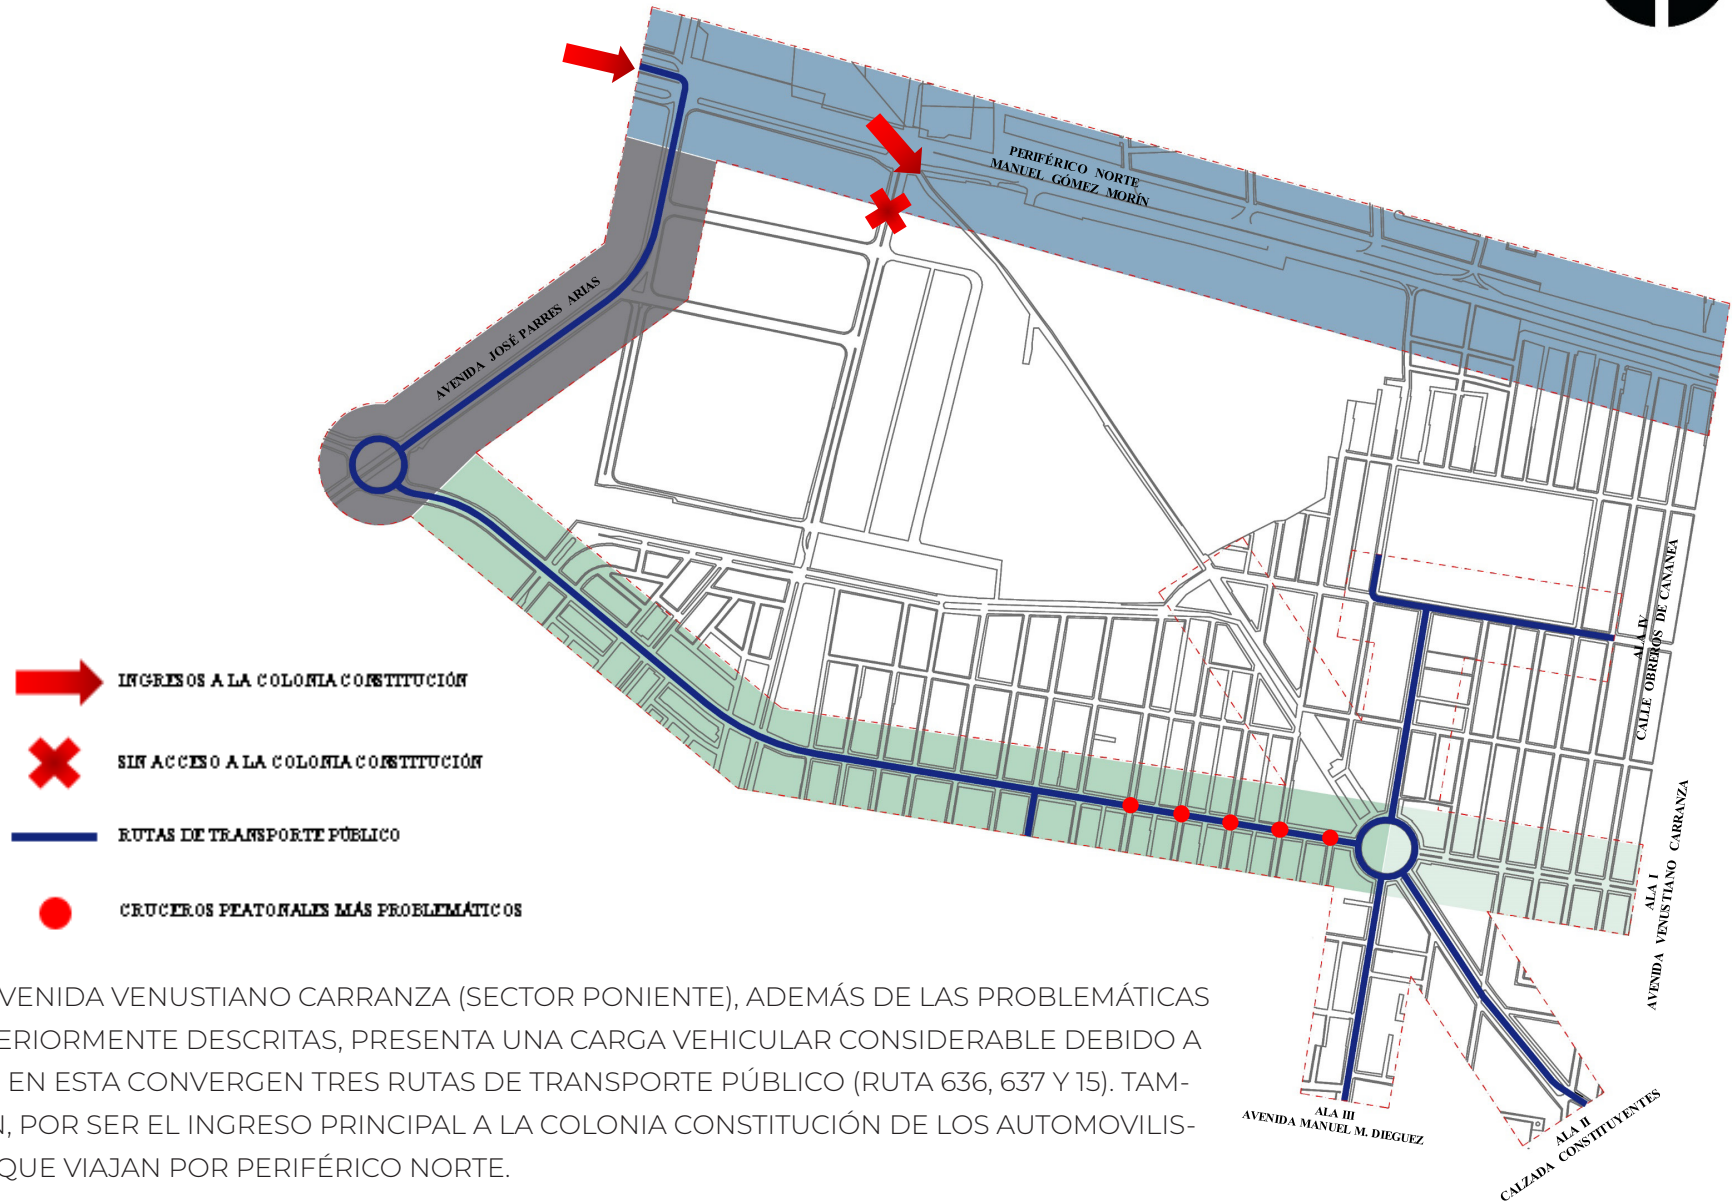 PERIFÉRICO NORTE
MANUEL GÓMEZ MORÍN
AVENIDA JOSÉ PARRES ARIAS
ALA IV
CALLE OBREROS DE CANANEA
INGRESOS A LA COLONIA CONSTITUCIÓN
SIN ACCESO A LA COLONIA CONSTITUCIÓN
RUTAS DE TRANSPORTE PÚBLICO
CRUCEROS PEATONALES MÁS PROBLEMÁTICOS
ALA I
AVENIDA VENUSTIANO CARRANZA
VENIDA VENUSTIANO CARRANZA (SECTOR PONIENTE), ADEMÁS DE LAS PROBLEMÁTICAS
ERIORMENTE DESCRITAS, PRESENTA UNA CARGA VEHICULAR CONSIDERABLE DEBIDO A
EN ESTA CONVERGEN TRES RUTAS DE TRANSPORTE PÚBLICO (RUTA 636, 637 Y 15). TAM-
N, POR SER EL INGRESO PRINCIPAL A LA COLONIA CONSTITUCIÓN DE LOS AUTOMOVILIS-
QUE VIAJAN POR PERIFÉRICO NORTE.
ALA III
AVENIDA MANUEL M. DIEGUEZ
ALA II
CALZADA CONSTITUYENTES